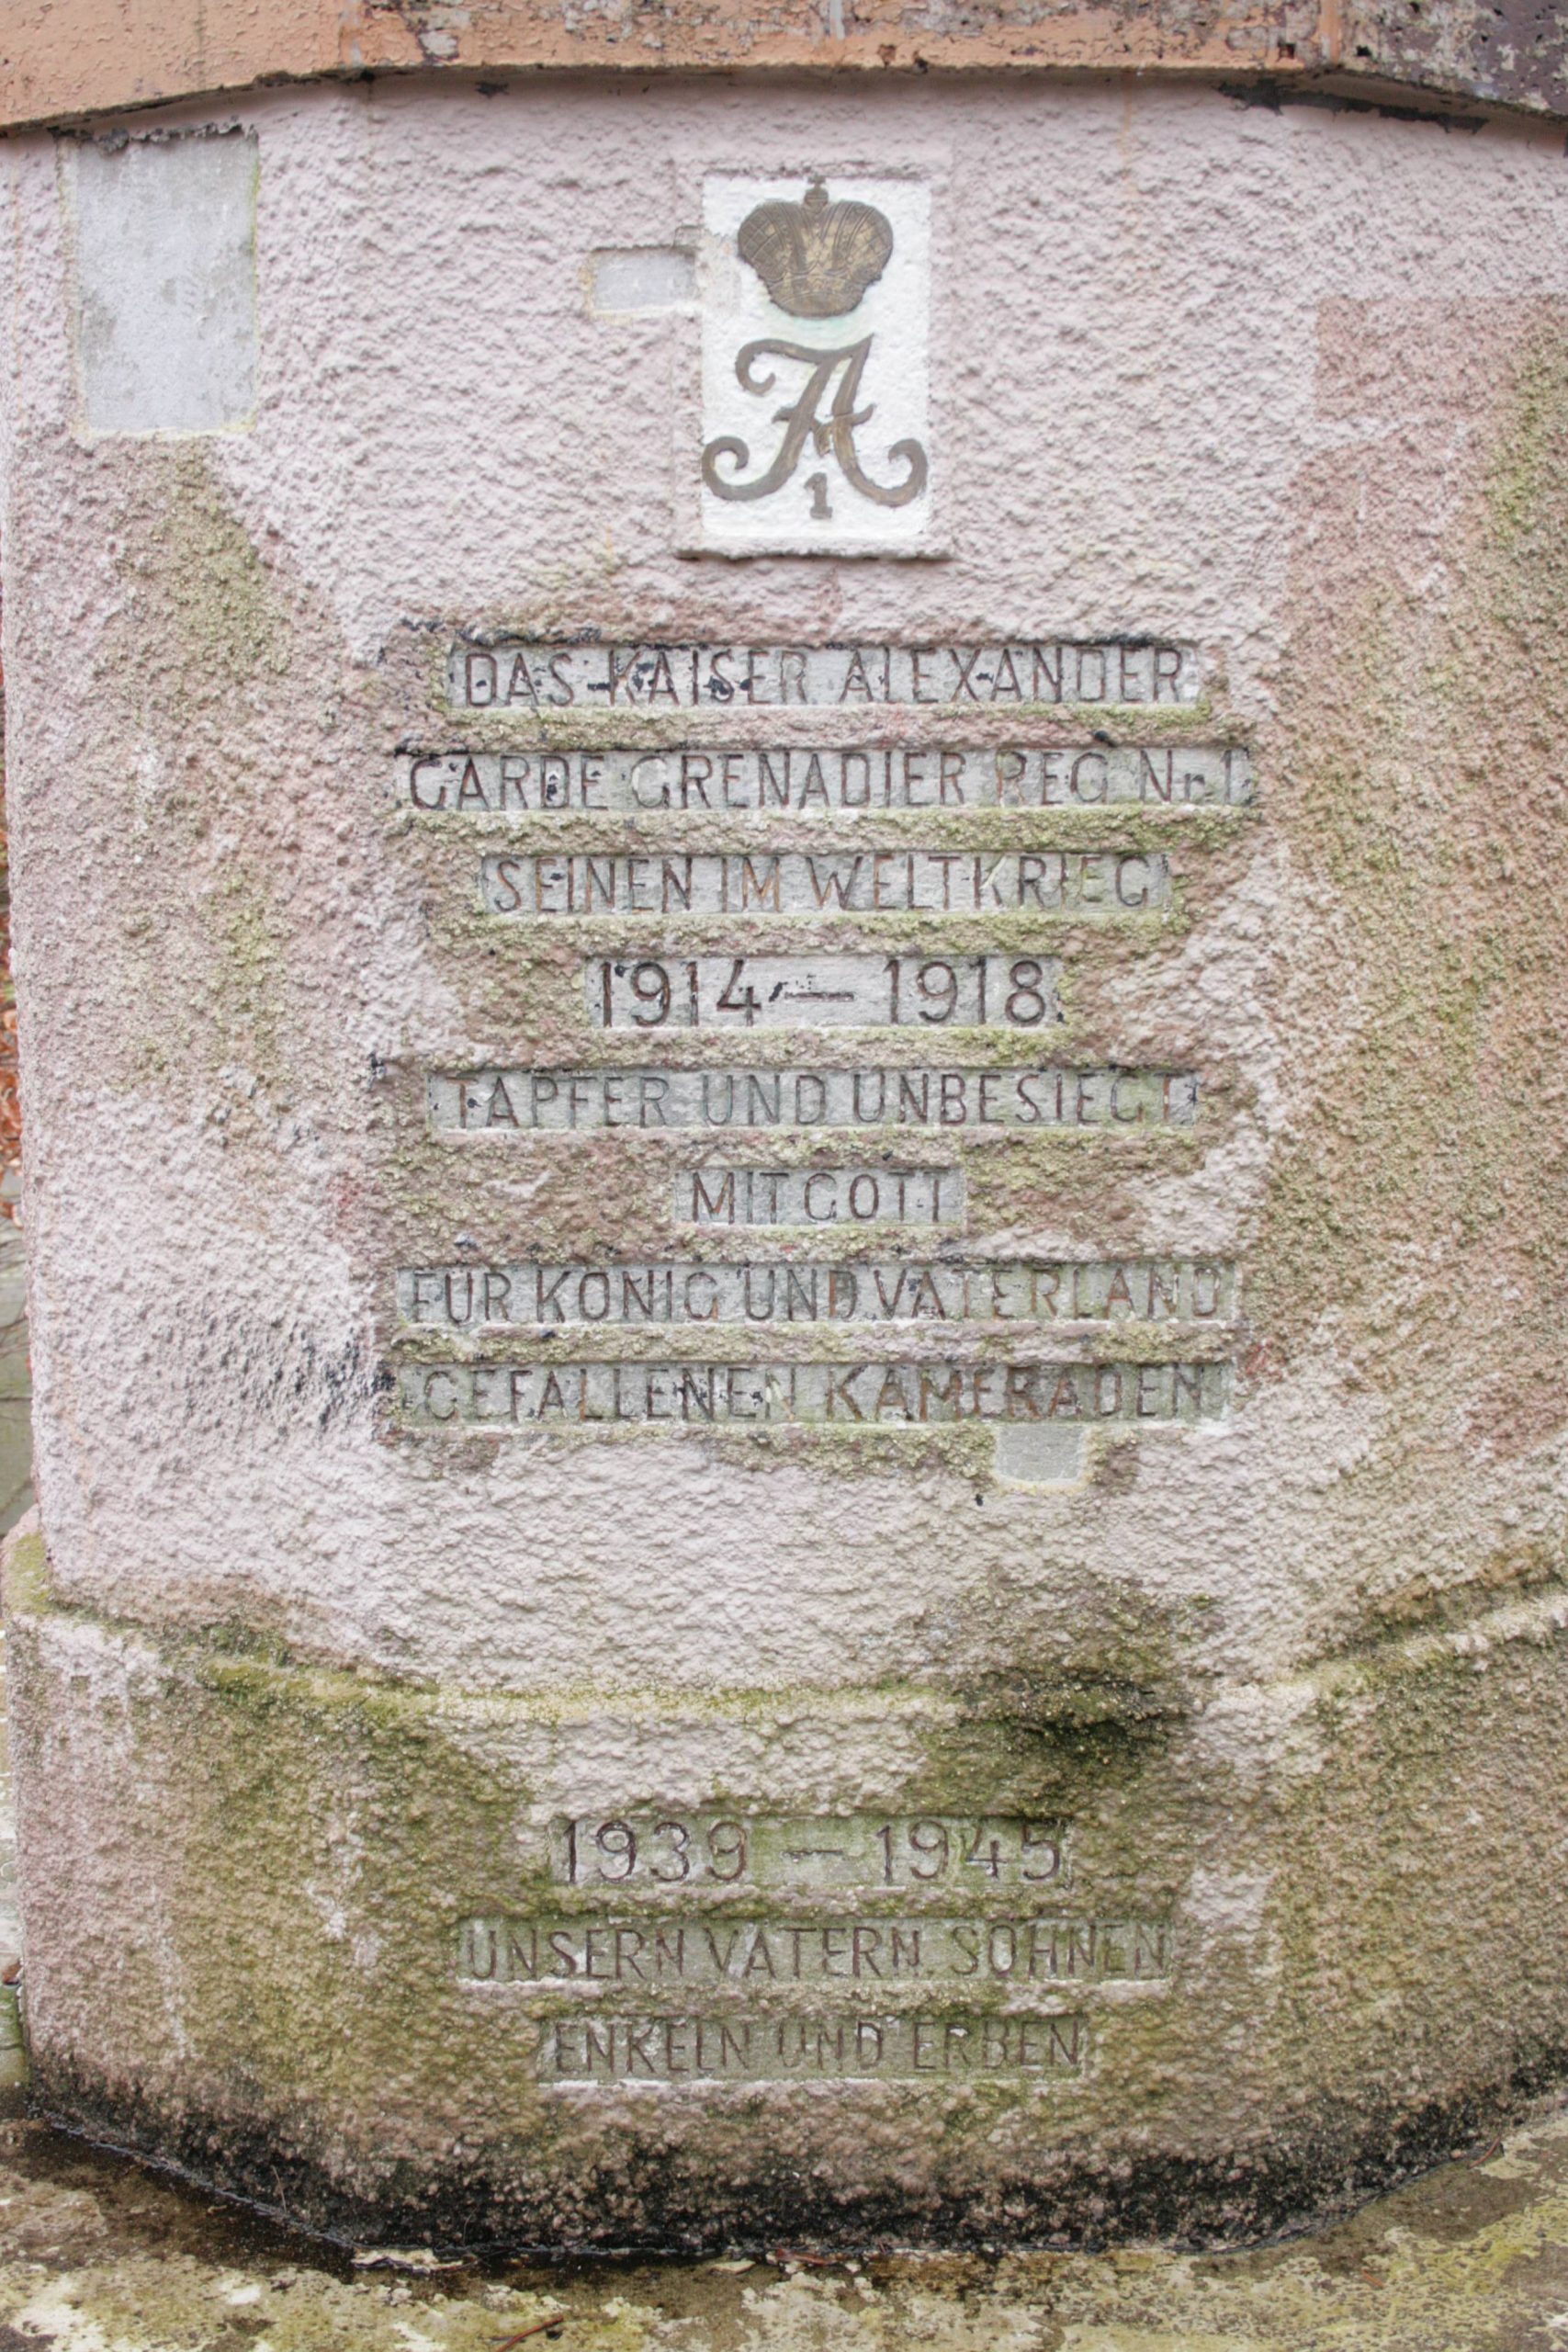 A
1
DAS KAISER ALEXANDER
GARDE GRENADIER REG Nr 1
SEINEN IM WELTKRIEG
1914 — 1918
TAPFER UND UNBESIEGT
MIT GOTT
FÜR KÖNIG UND VATERLAND
GEFALLENEN KAMERADEN
1939 — 1945
UNSERN VÄTERN. SÖHNEN
ENKELN UND ERBEN